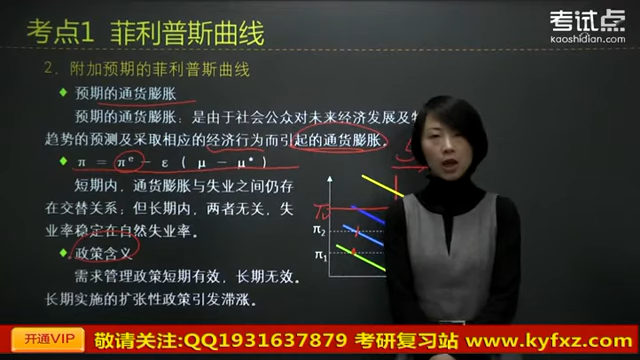 考点1 菲利普斯曲线
考试点
kaoshidian.com
2、附加预期的菲利普斯曲线
预期的通货膨胀
预期的通货膨胀：是由于社会公众对未来经济发展及
趋势的预测及采取相应的经济行为而引起的通货膨胀。
π = πe - ε ( μ - μ* )
短期内，通货膨胀与失业之间仍存
在交替关系；但长期内，两者无关，失
业率稳定在自然失业率。
π2
π1
政策含义
需求管理政策短期有效，长期无效。
长期实施的扩张性政策引发滞涨。
开通VIP 敬请关注:QQ1931637879 考研复习站 www.kyfxz.com